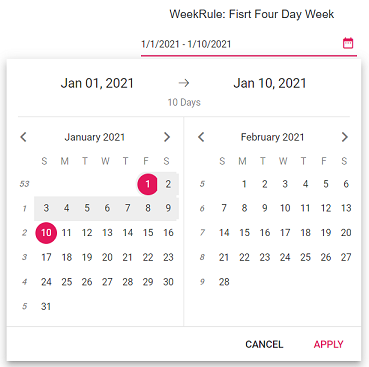 WeekRule: Fisrt Four Day Week
1/1/2021 - 1/10/2021
Jan 01, 2021 → Jan 10, 2021
10 Days
January 2021
S M T W T F S
53 1 2
1 3 4 5 6 7 8 9
2 10 11 12 13 14 15 16
3 17 18 19 20 21 22 23
4 24 25 26 27 28 29 30
5 31
February 2021
S M T W T F S
5 1 2 3 4 5 6
6 7 8 9 10 11 12 13
7 14 15 16 17 18 19 20
8 21 22 23 24 25 26 27
9 28
CANCEL APPLY